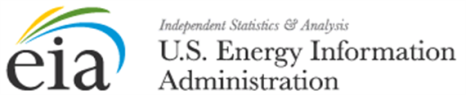 eia
Independent Statistics & Analysis
U.S. Energy Information
Administration